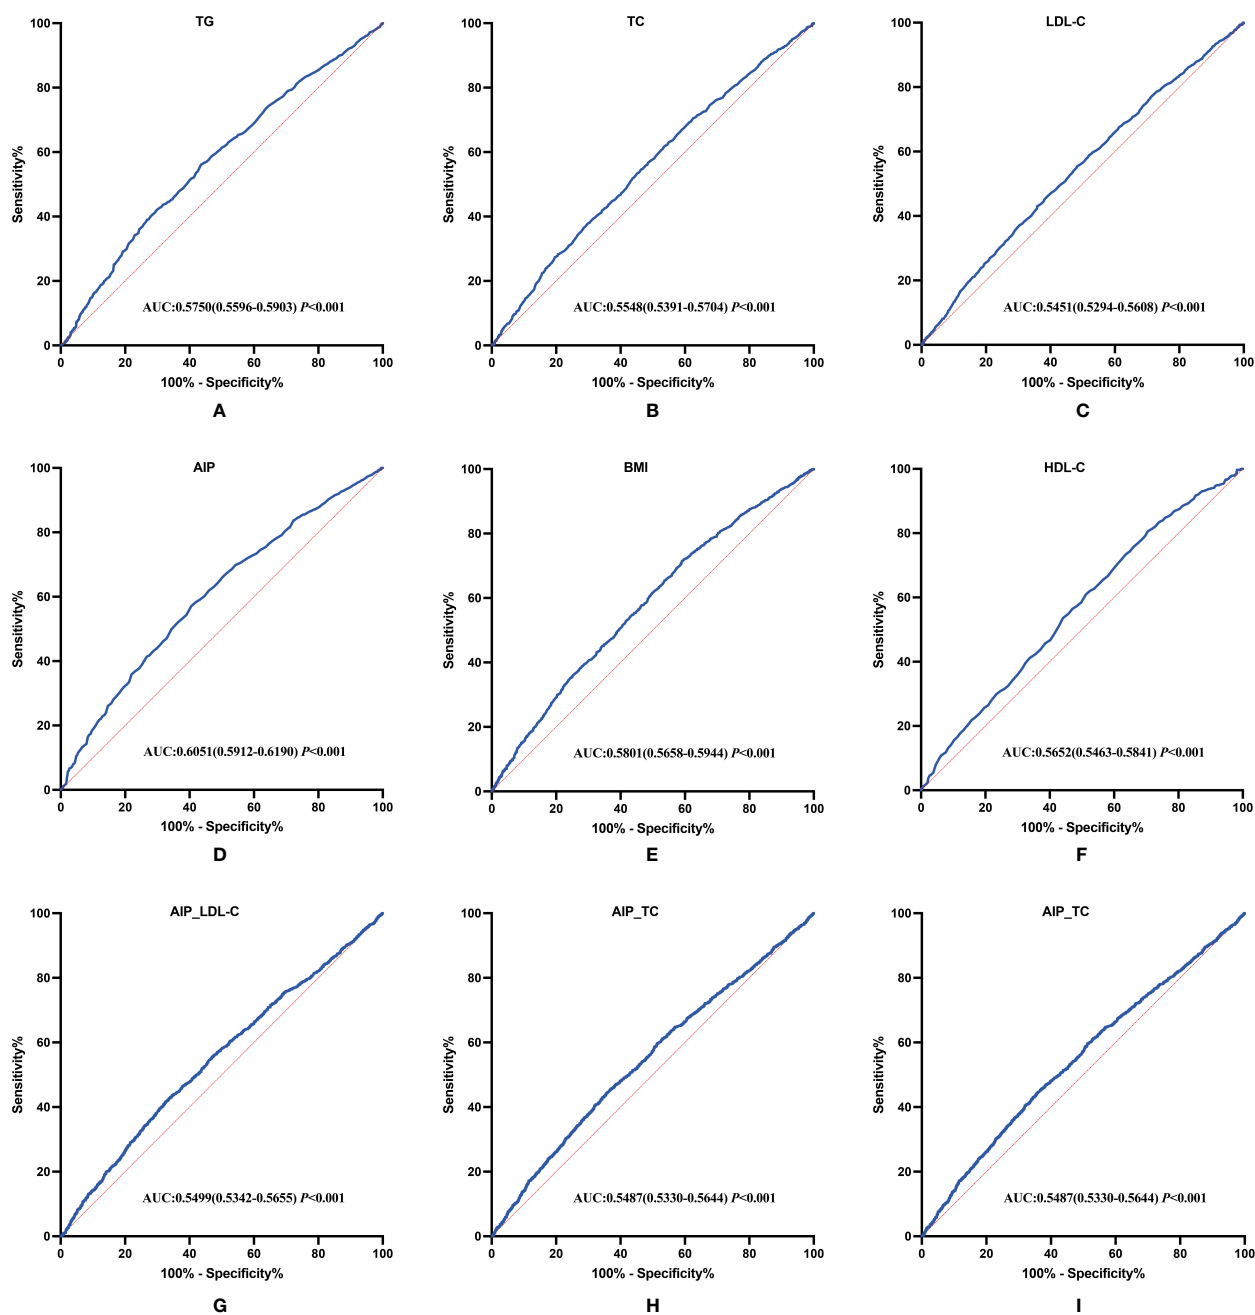 TG
100
80
60
40
20
0
Sensitivity%
AUC:0.5750(0.5596-0.5903) P<0.001
0 20 40 60 80 100
100% - Specificity%
A
TC
100
80
60
40
20
0
Sensitivity%
AUC:0.5548(0.5391-0.5704) P<0.001
0 20 40 60 80 100
100% - Specificity%
B
LDL-C
100
80
60
40
20
0
Sensitivity%
AUC:0.5451(0.5294-0.5608) P<0.001
0 20 40 60 80 100
100% - Specificity%
C
AIP
100
80
60
40
20
0
Sensitivity%
AUC:0.6051(0.5912-0.6190) P<0.001
0 20 40 60 80 100
100% - Specificity%
D
BMI
100
80
60
40
20
0
Sensitivity%
AUC:0.5801(0.5658-0.5944) P<0.001
0 20 40 60 80 100
100% - Specificity%
E
HDL-C
100
80
60
40
20
0
Sensitivity%
AUC:0.5652(0.5463-0.5841) P<0.001
0 20 40 60 80 100
100% - Specificity%
F
AIP_LDL-C
100
80
60
40
20
0
Sensitivity%
AUC:0.5499(0.5342-0.5655) P<0.001
0 20 40 60 80 100
100% - Specificity%
G
AIP_TC
100
80
60
40
20
0
Sensitivity%
AUC:0.5487(0.5330-0.5644) P<0.001
0 20 40 60 80 100
100% - Specificity%
H
AIP_TC
100
80
60
40
20
0
Sensitivity%
AUC:0.5487(0.5330-0.5644) P<0.001
0 20 40 60 80 100
100% - Specificity%
I